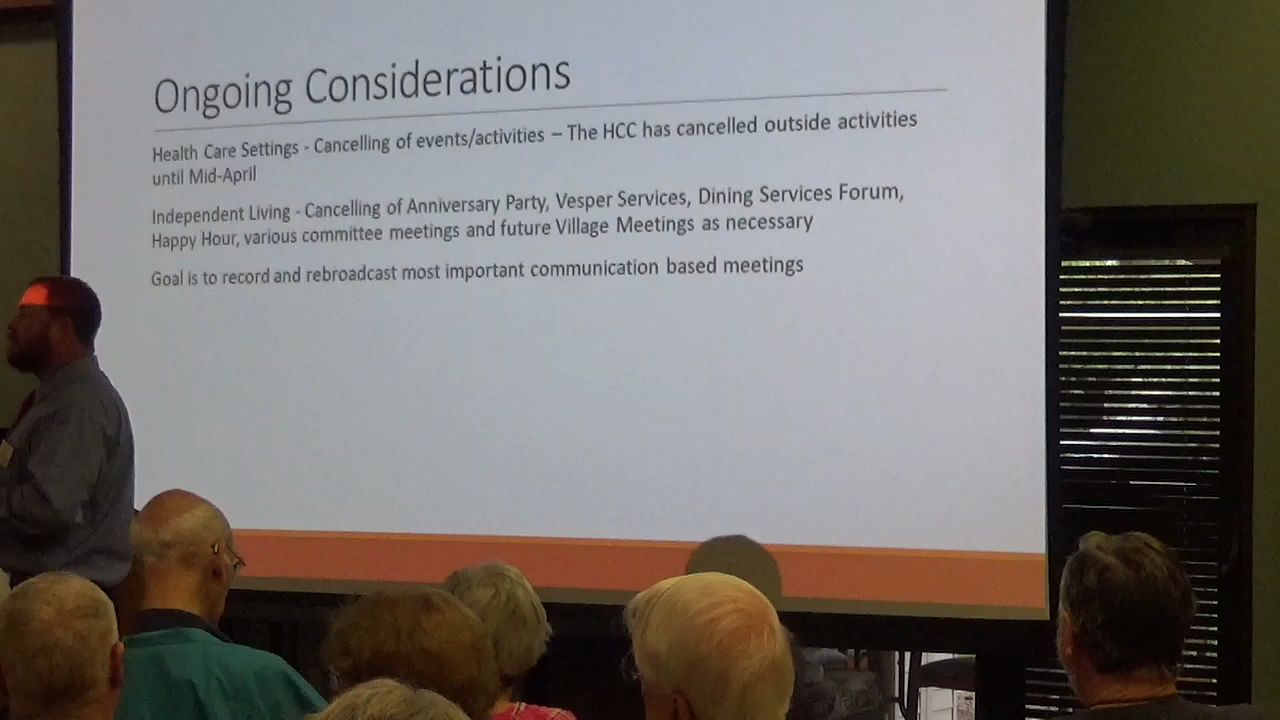 Ongoing Considerations
Health Care Settings - Cancelling of events/activities – The HCC has cancelled outside activities
until Mid-April
Independent Living - Cancelling of Anniversary Party, Vesper Services, Dining Services Forum,
Happy Hour, various committee meetings and future Village Meetings as necessary
Goal is to record and rebroadcast most important communication based meetings